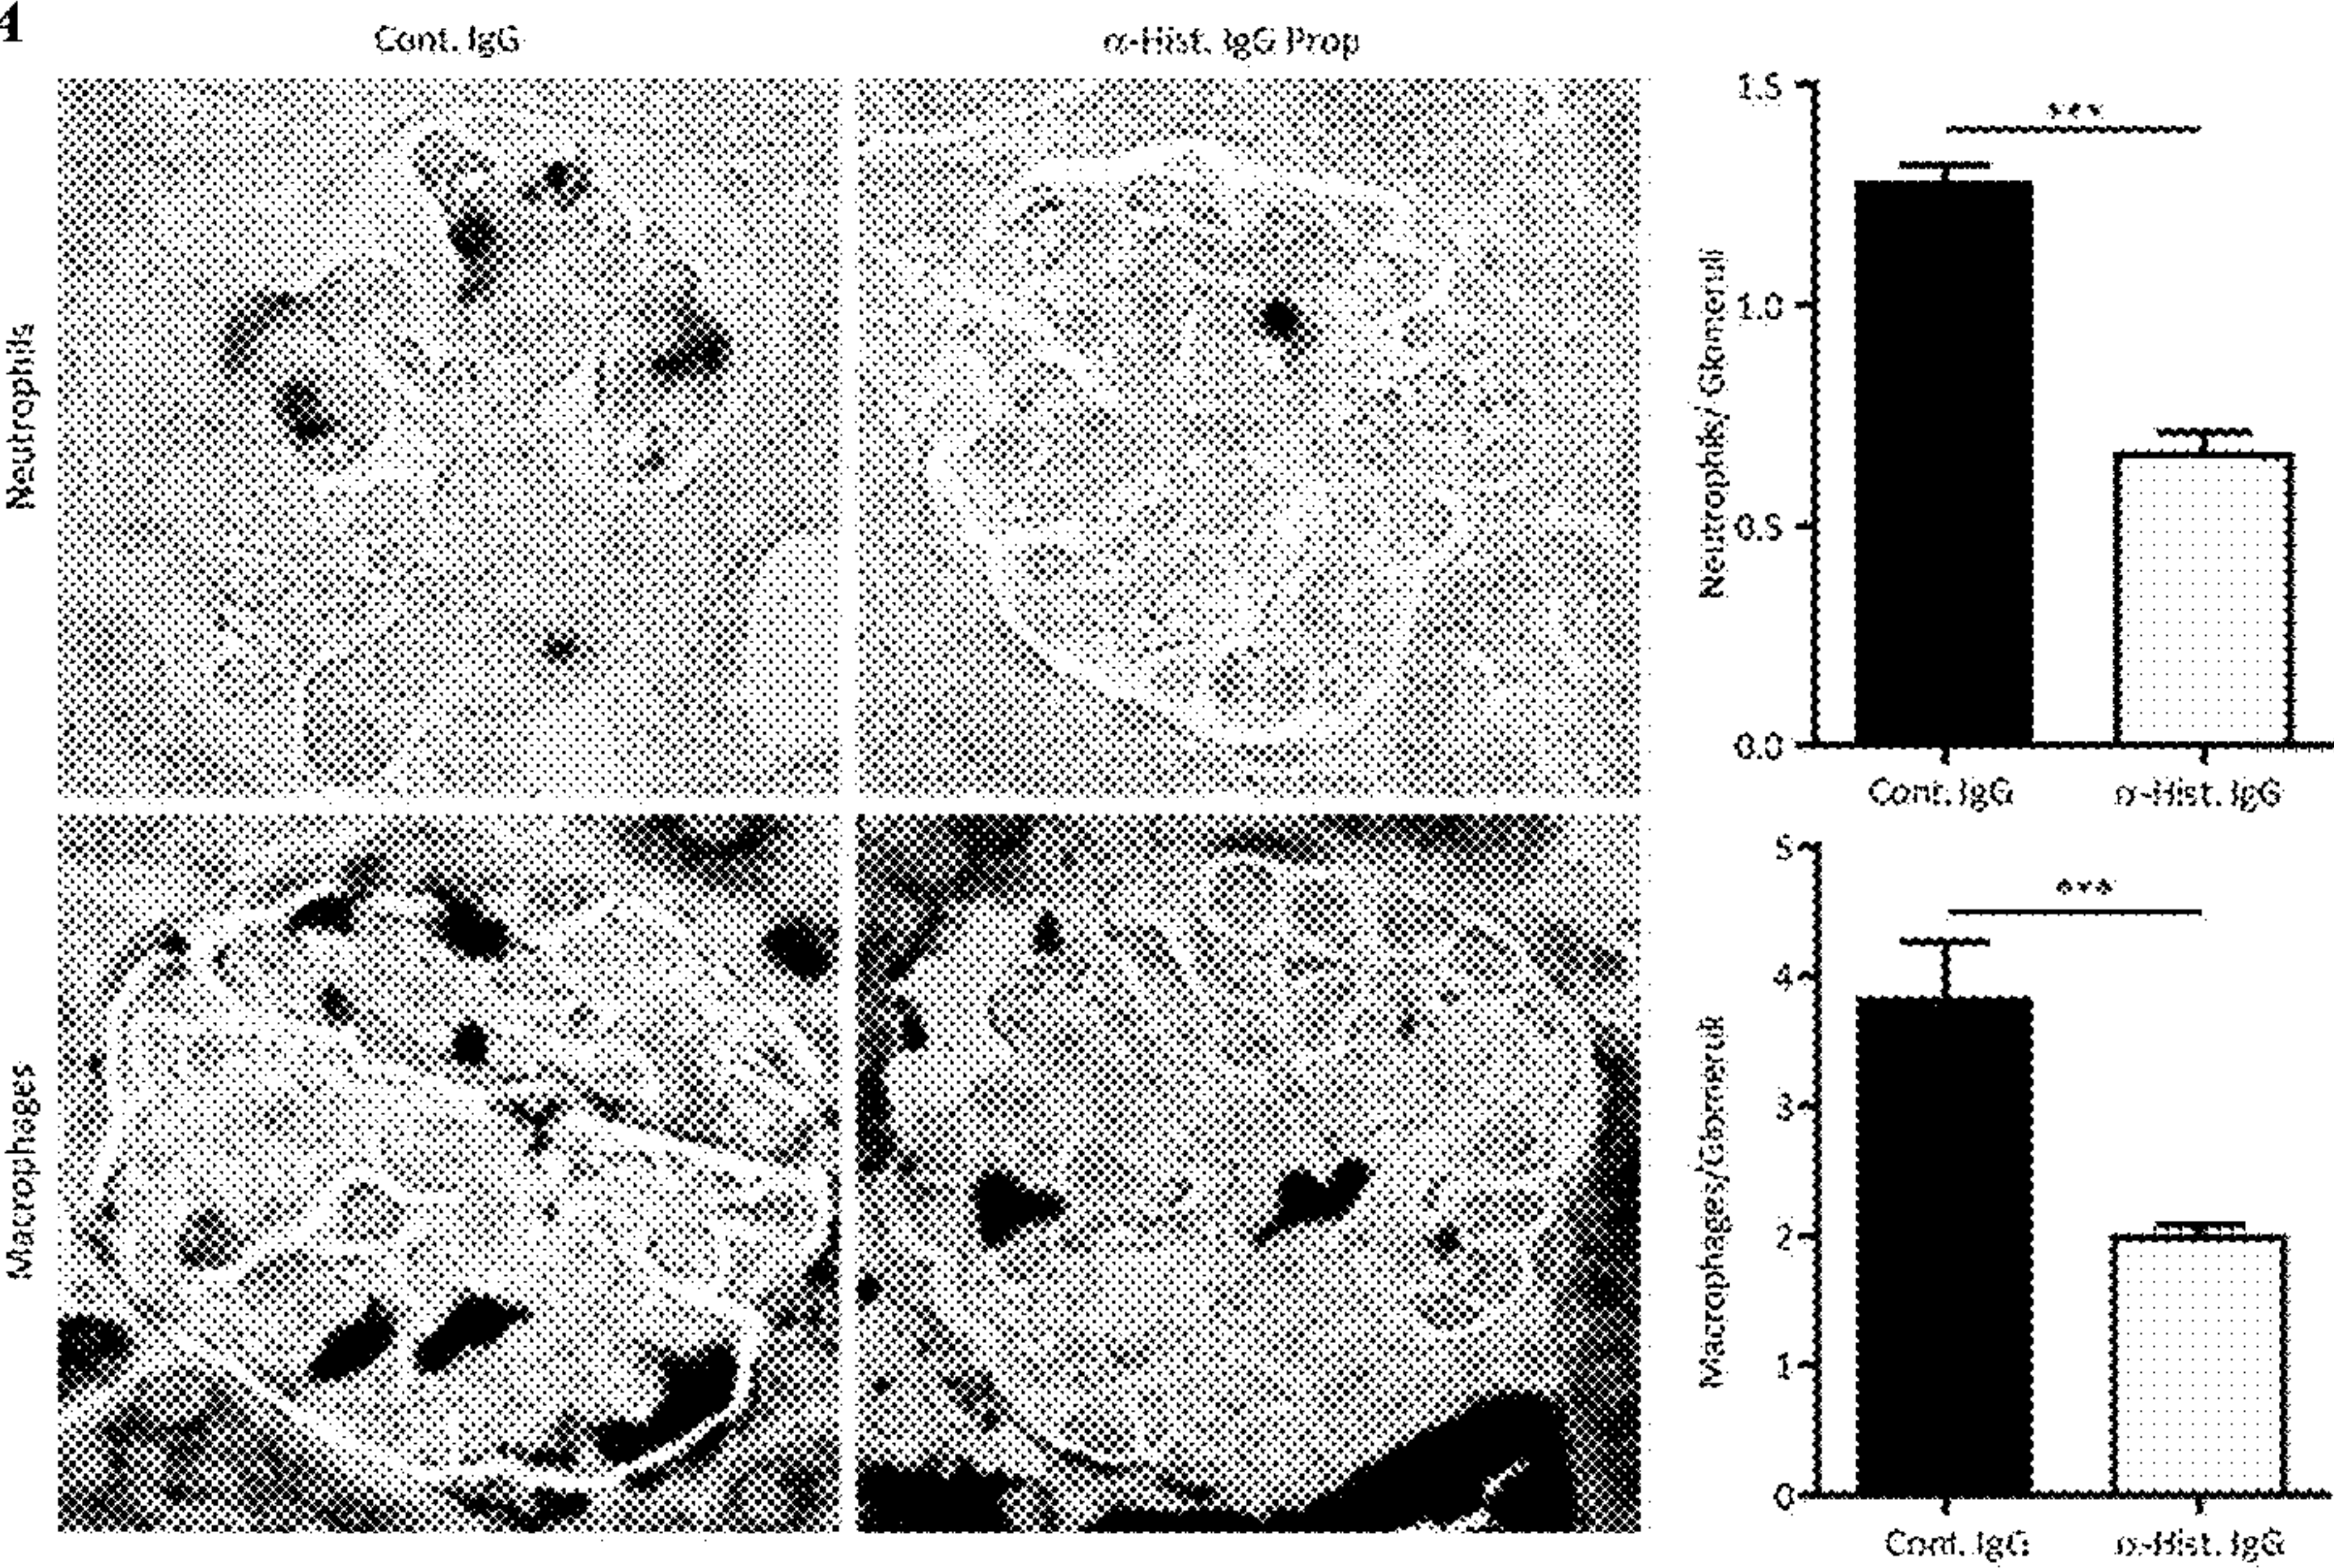 4
Cont. IgG
α-Hist. IgG Prop
Neutrophils
Macrophages
Neutrophils/ Glomeruli
1.5
1.0
0.5
0.0
***
Cont. IgG
α-Hist. IgG
Macrophages/Glomeruli
5
4
3
2
1
0
***
Cont. IgG
α-Hist. IgG